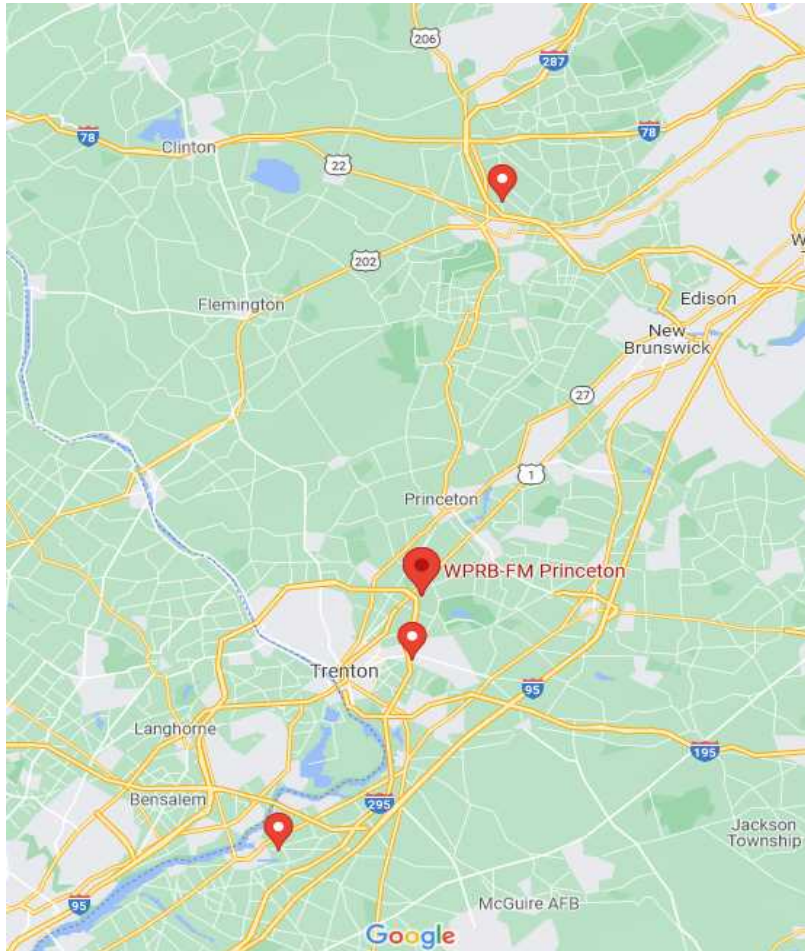 206
287
78
78
Clinton
22
202
Flemington
Edison
W
New
Brunswick
27
1
Princeton
WPRB-FM Princeton
Trenton
95
Langhorne
195
Bensalem
295
Jackson
Township
95
McGuire AFB
Google